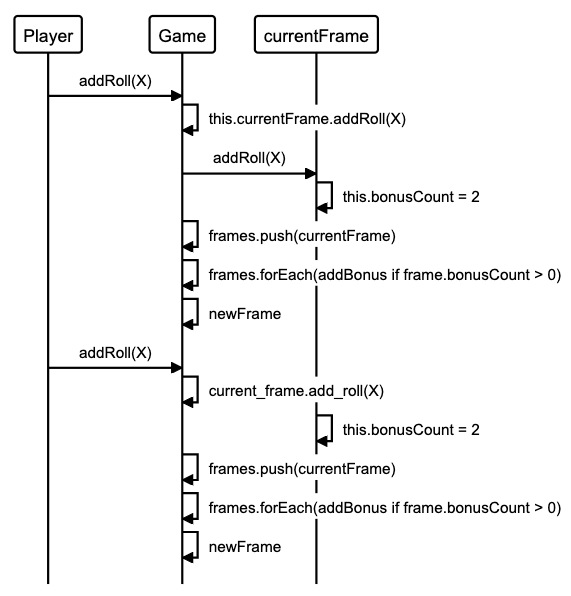 Player
Game
currentFrame
addRoll(X)
this.currentFrame.addRoll(X)
addRoll(X)
this.bonusCount = 2
frames.push(currentFrame)
frames.forEach(addBonus if frame.bonusCount > 0)
newFrame
addRoll(X)
current_frame.add_roll(X)
this.bonusCount = 2
frames.push(currentFrame)
frames.forEach(addBonus if frame.bonusCount > 0)
newFrame